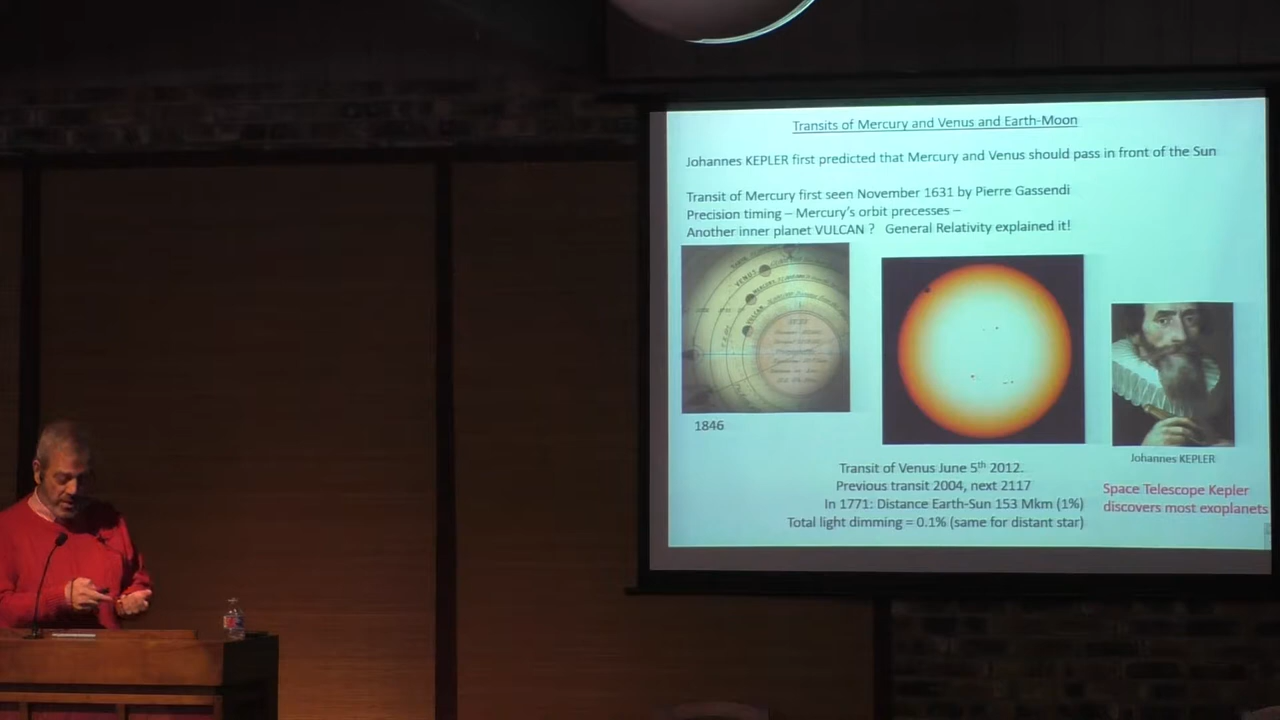 Transits of Mercury and Venus and Earth-Moon
Johannes KEPLER first predicted that Mercury and Venus should pass in front of the Sun
Transit of Mercury first seen November 1631 by Pierre Gassendi
Precision timing – Mercury's orbit precesses –
Another inner planet VULCAN ? General Relativity explained it!
VENUS
MERCURY
VULCAN
1846
Johannes KEPLER
Transit of Venus June 5th 2012.
Previous transit 2004, next 2117
In 1771: Distance Earth-Sun 153 Mkm (1%)
Total light dimming = 0.1% (same for distant star)
Space Telescope Kepler
discovers most exoplanets